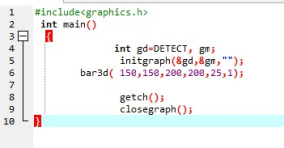 1 #include<graphics.h>
2 int main()
3 {
4 int gd=DETECT, gm;
5 initgraph(&gd,&gm,"");
6 bar3d( 150,150,200,200,25,1);
7
8 getch();
9 closegraph();
10 }